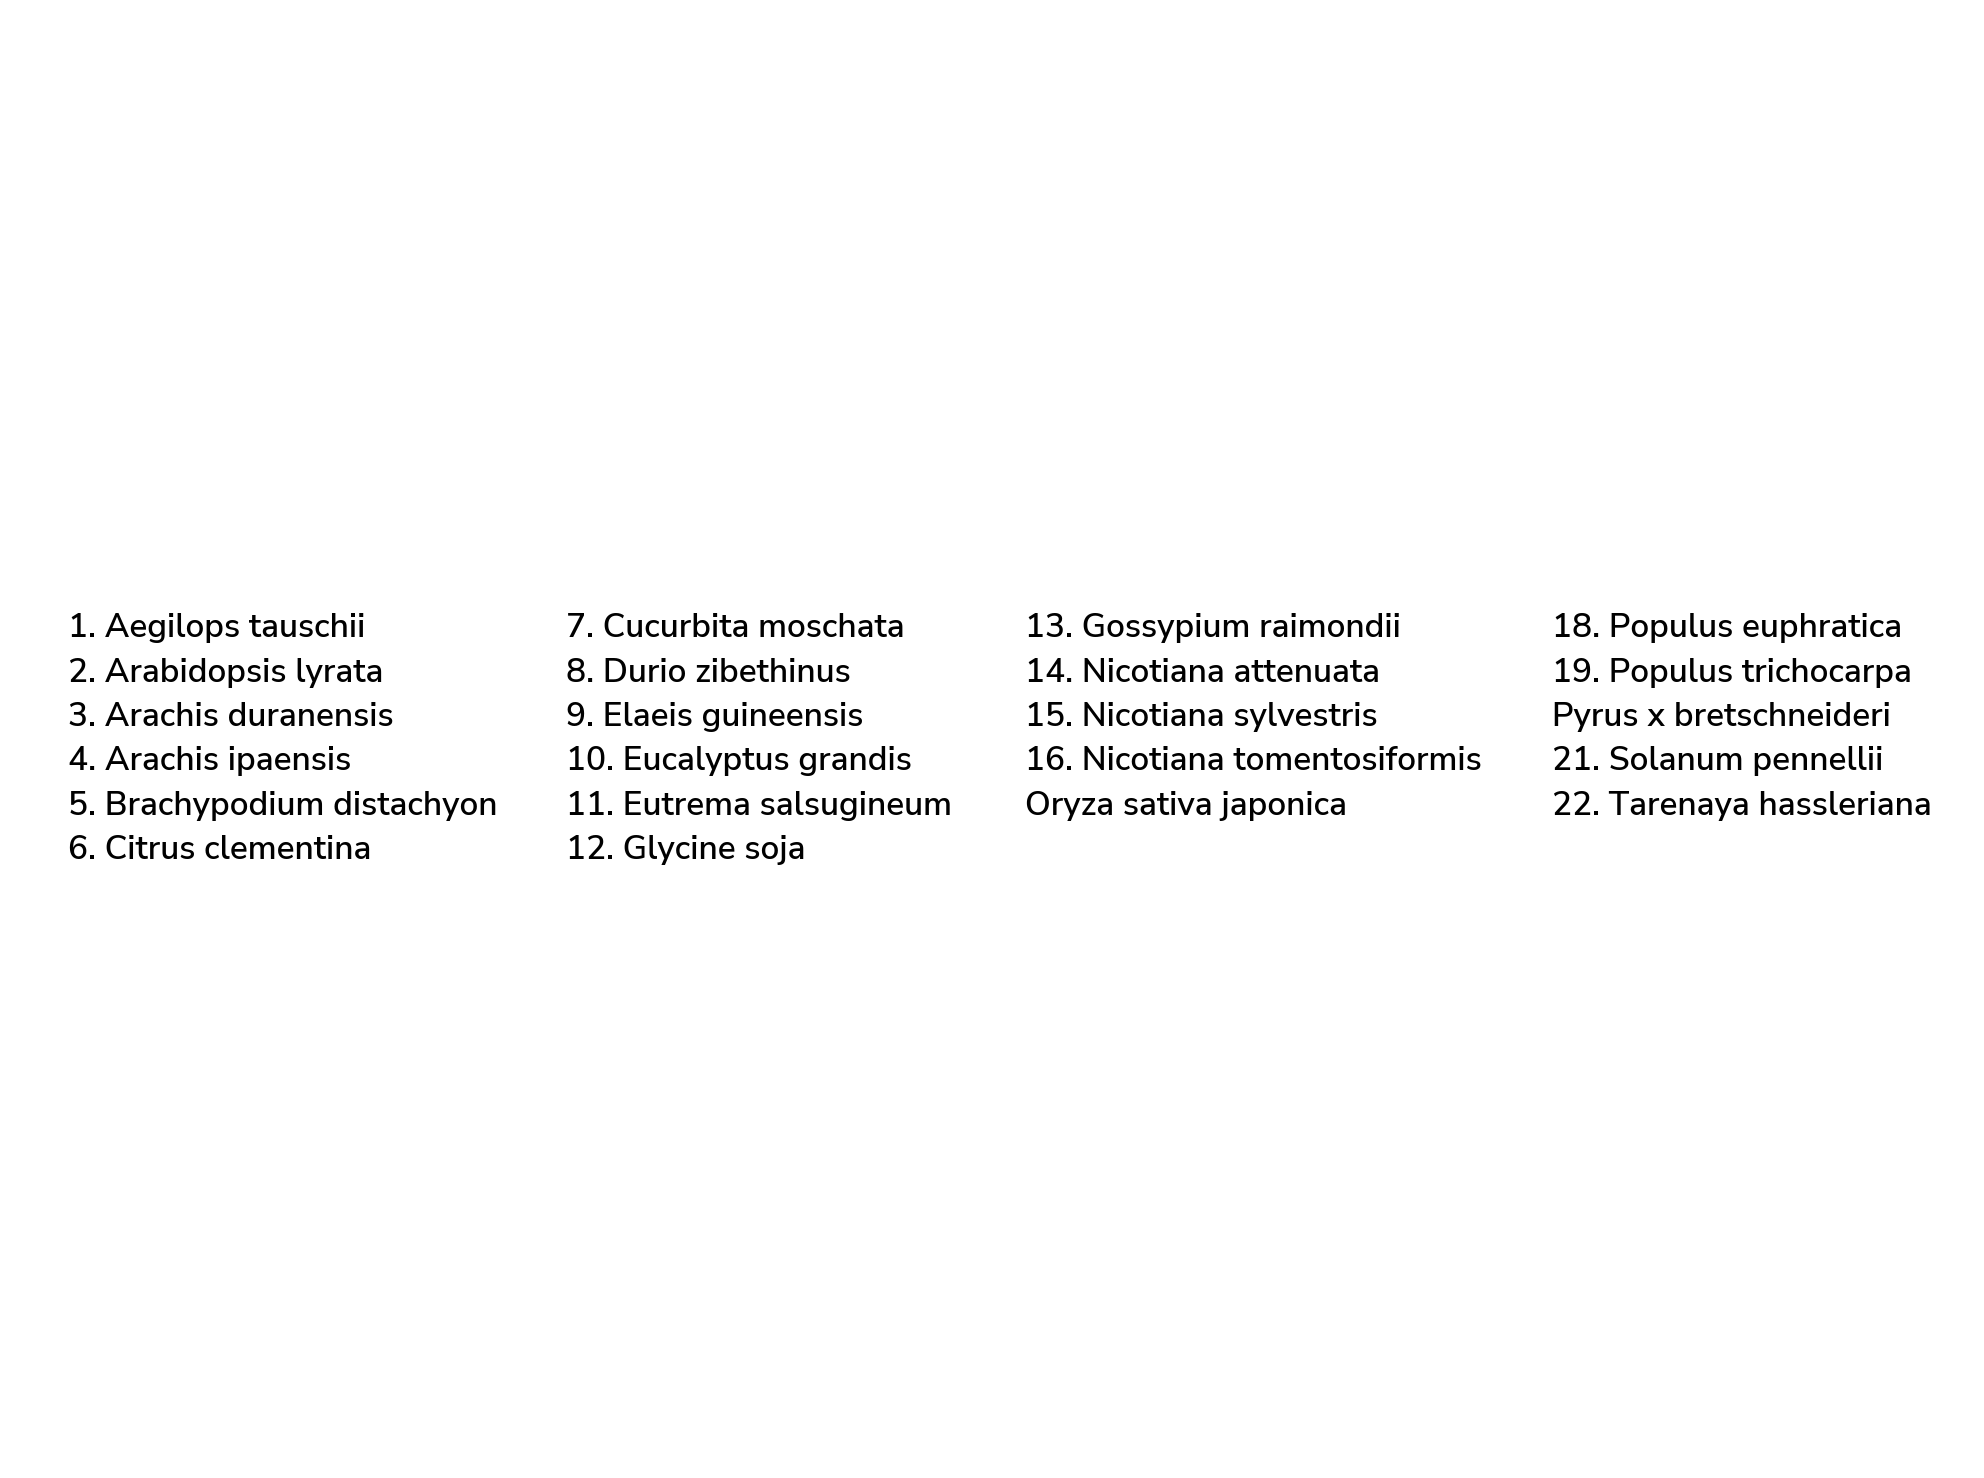 1. Aegilops tauschii
2. Arabidopsis lyrata
3. Arachis duranensis
4. Arachis ipaensis
5. Brachypodium distachyon
6. Citrus clementina
7. Cucurbita moschata
8. Durio zibethinus
9. Elaeis guineensis
10. Eucalyptus grandis
11. Eutrema salsugineum
12. Glycine soja
13. Gossypium raimondii
14. Nicotiana attenuata
15. Nicotiana sylvestris
16. Nicotiana tomentosiformis
Oryza sativa japonica
18. Populus euphratica
19. Populus trichocarpa
Pyrus x bretschneideri
21. Solanum pennellii
22. Tarenaya hassleriana